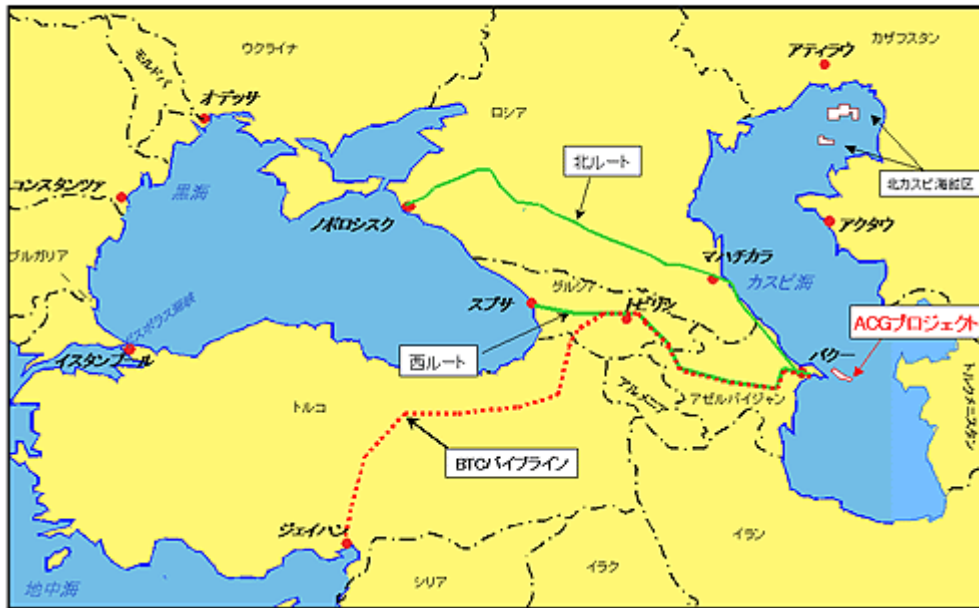 ウクライナ
カザフスタン
アティラウ
モルドバ
オデッサ
ロシア
北ルート
北カスピ海鉱区
コンスタンツァ
黒海
ノボロシスク
アクタウ
マハチカラ
カスピ海
ブルガリア
グルジア
スプサ
トビリシ
ACGプロジェクト
ボスポラス海峡
イスタンブール
西ルート
バクー
トルコ
アルメニア
アゼルバイジャン
トルクメニスタン
BTCパイプライン
ジェイハン
イラン
地中海
シリア
イラク